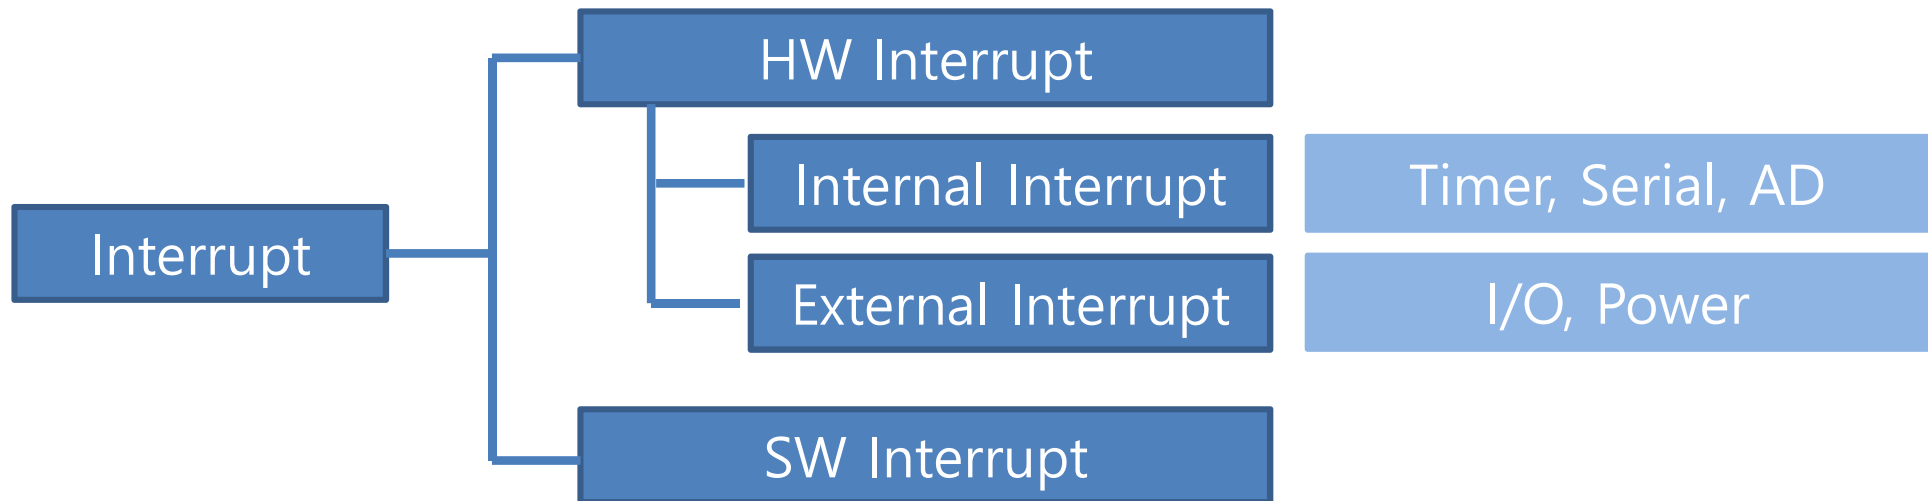 HW Interrupt
Internal Interrupt
Timer, Serial, AD
Interrupt
External Interrupt
I/O, Power
SW Interrupt